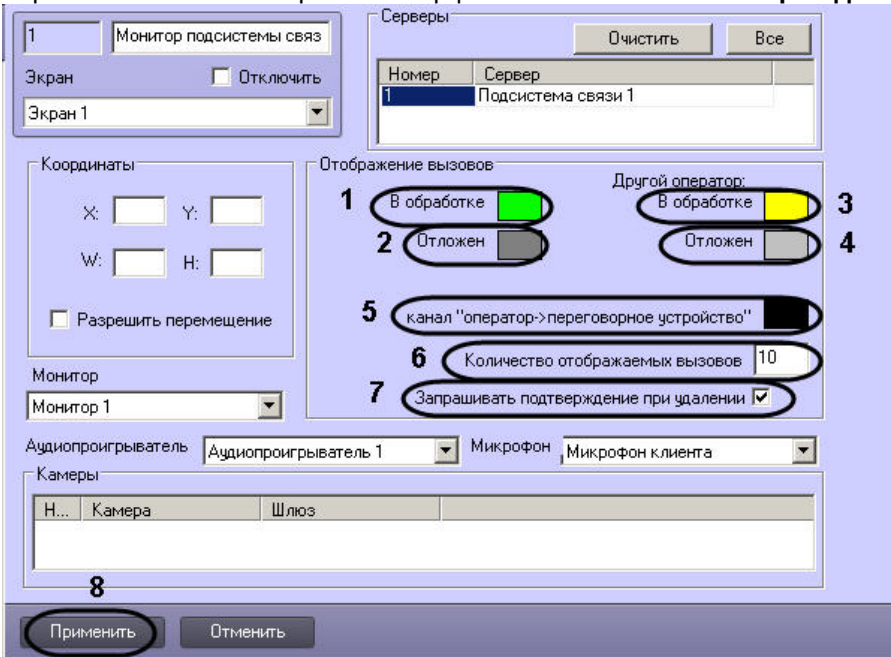 Серверы
1 Монитор подсистемы связ
Очистить Все
Экран Отключить
Номер Сервер
1 Подсистема связи 1
Экран 1
Координаты
Отображение вызовов
Другой оператор:
X: Y:
1 В обработке
В обработке 3
2 Отложен
Отложен 4
W: H:
5 канал "оператор->переговорное устройство"
Разрешить перемещение
6 Количество отображаемых вызовов 10
Монитор
7 Запрашивать подтверждение при удалении
Монитор 1
Аудиопроигрыватель Аудиопроигрыватель 1 Микрофон Микрофон клиента
Камеры
Н... Камера Шлюз
8
Применить Отменить